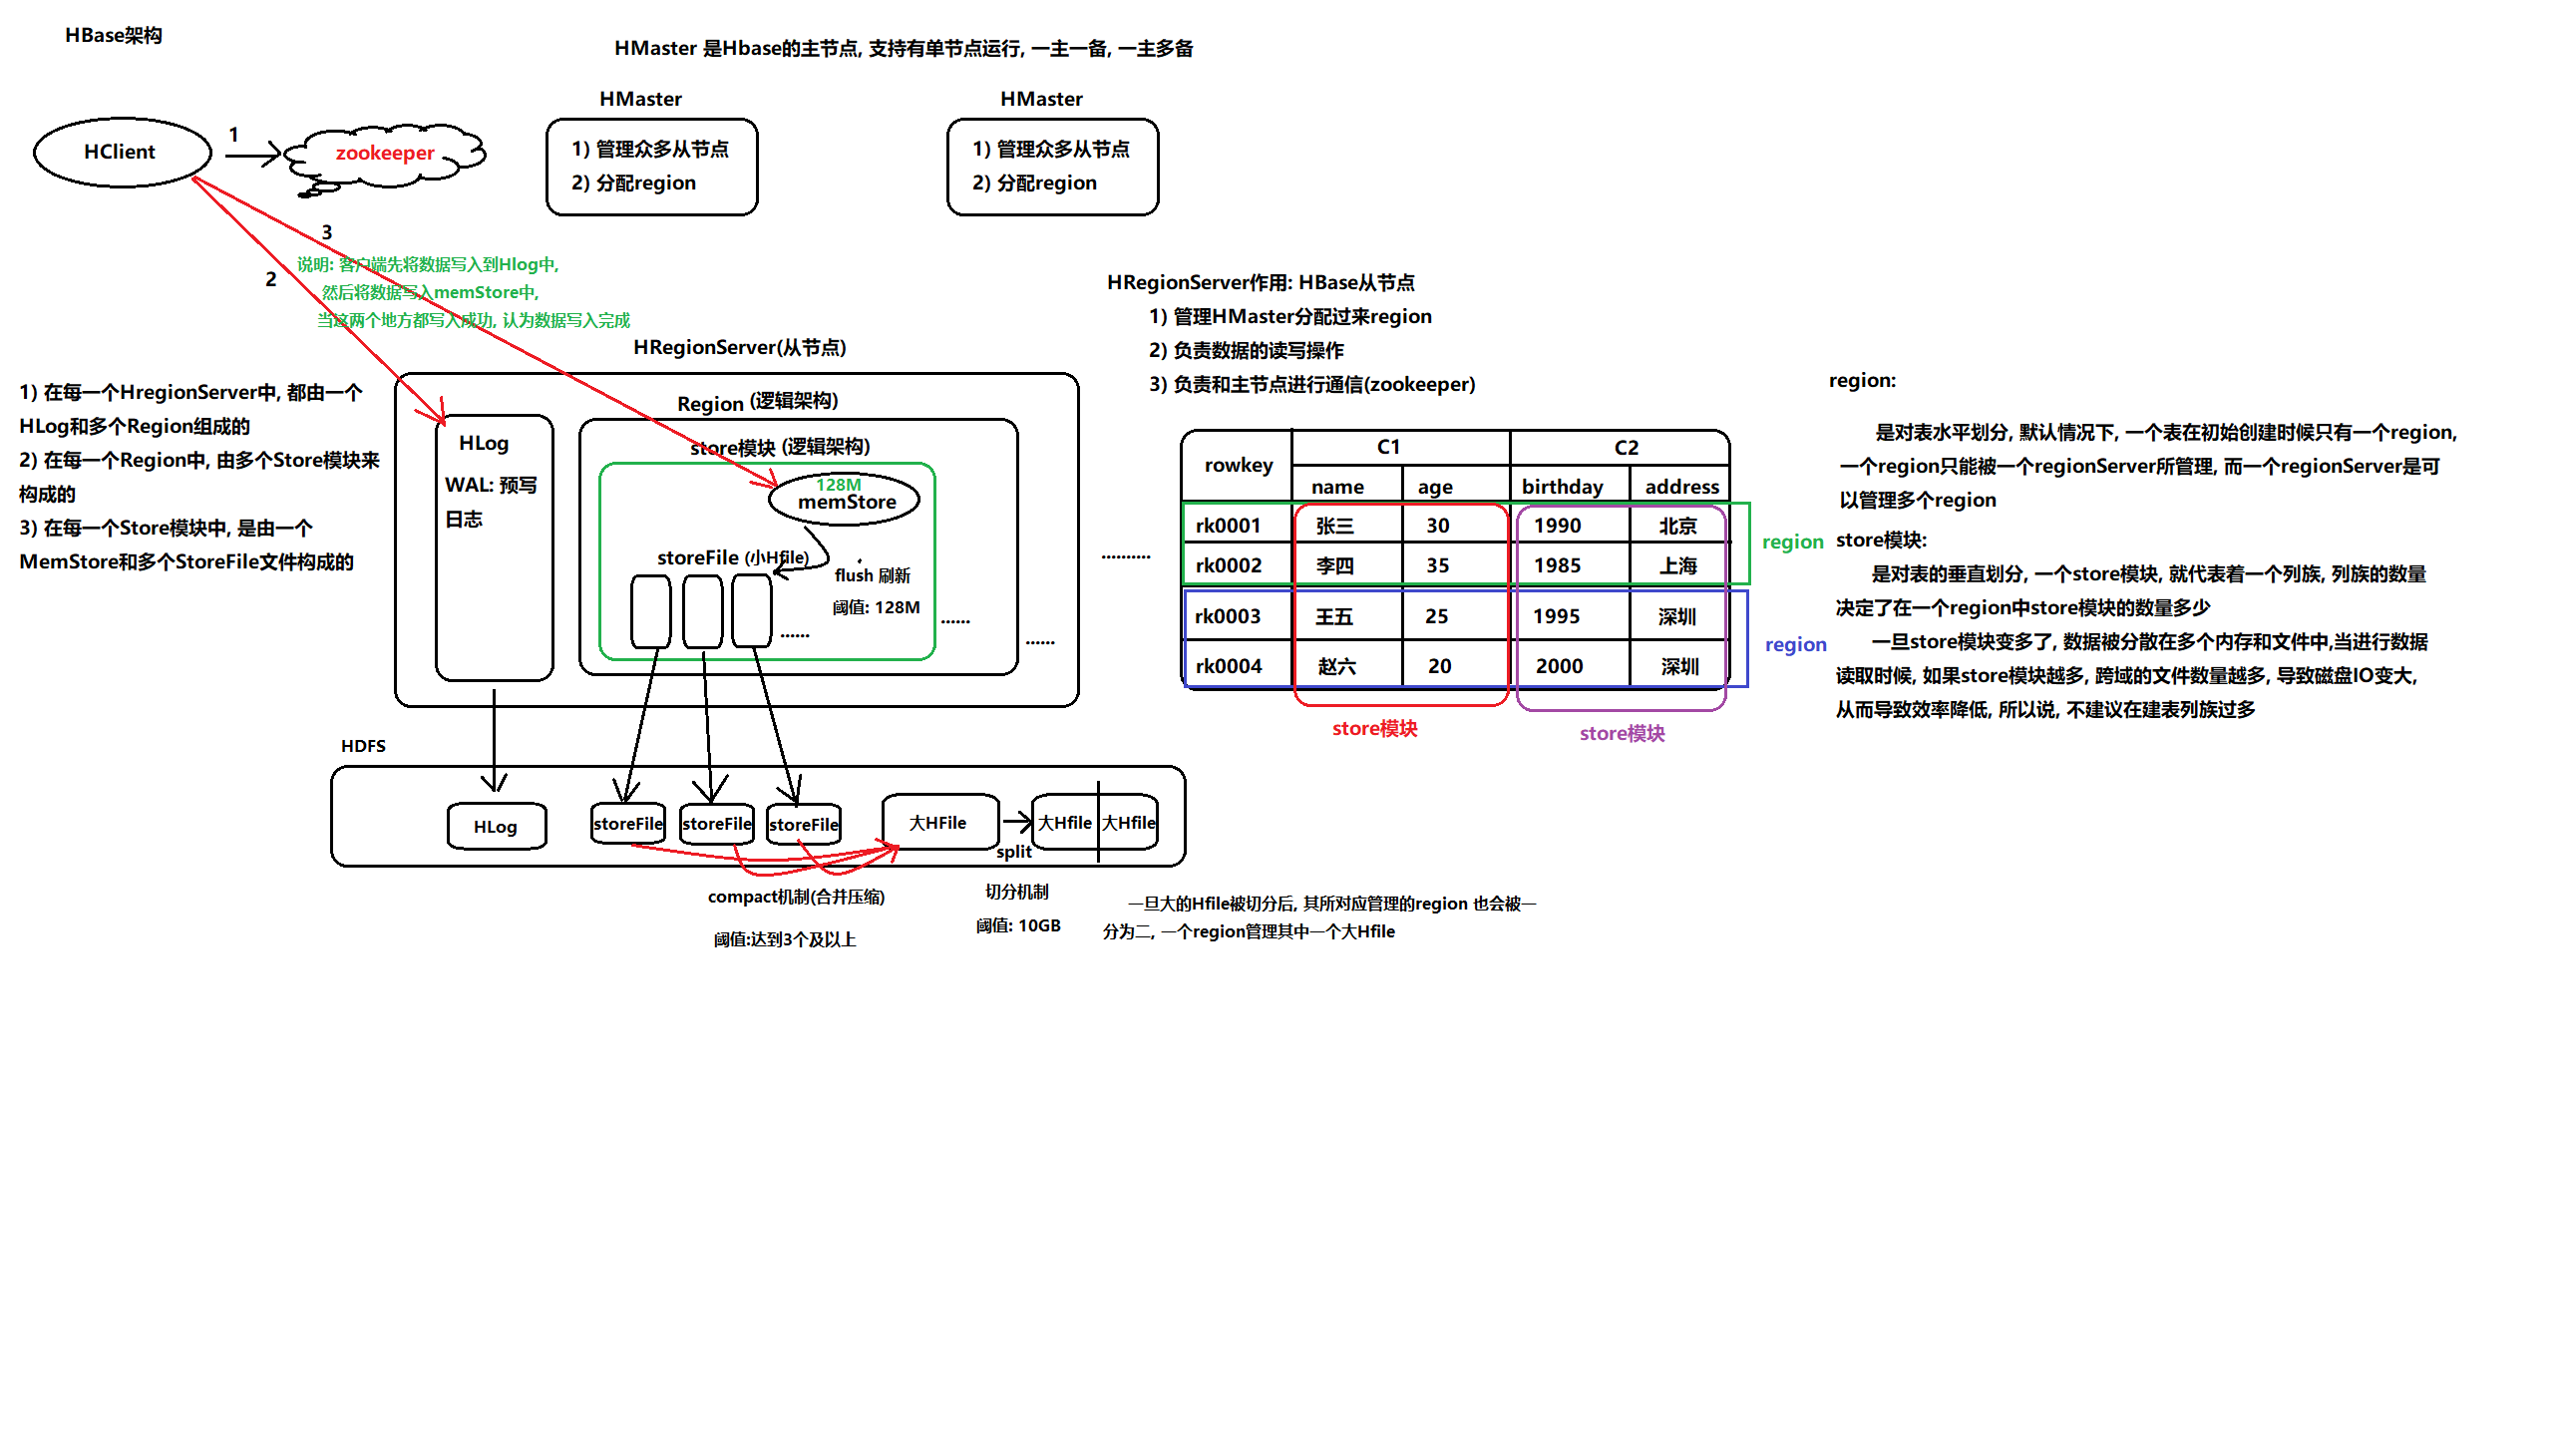 HBase架构
HMaster 是Hbase的主节点, 支持有单节点运行, 一主一备, 一主多备
HClient
1
zookeeper
HMaster
1) 管理众多从节点
2) 分配region
HMaster
1) 管理众多从节点
2) 分配region
3
2
说明: 客户端先将数据写入到Hlog中,
然后将数据写入memStore中,
当这两个地方都写入成功, 认为数据写入完成
1) 在每一个HregionServer中, 都由一个
HLog和多个Region组成的
2) 在每一个Region中, 由多个Store模块来
构成的
3) 在每一个Store模块中, 是由一个
MemStore和多个StoreFile文件构成的
HRegionServer(从节点)
HLog
WAL: 预写
日志
Region (逻辑架构)
store模块 (逻辑架构)
128M
memStore
storeFile (小Hfile)
flush 刷新
阈值: 128M
......
......
......
..........
HRegionServer作用: HBase从节点
1) 管理HMaster分配过来region
2) 负责数据的读写操作
3) 负责和主节点进行通信(zookeeper)
rowkey C1 C2
name age birthday address
rk0001 张三 30 1990 北京
rk0002 李四 35 1985 上海
rk0003 王五 25 1995 深圳
rk0004 赵六 20 2000 深圳
region
region
store模块
store模块
region:
是对表水平划分, 默认情况下, 一个表在初始创建时候只有一个region,
一个region只能被一个regionServer所管理, 而一个regionServer是可
以管理多个region
store模块:
是对表的垂直划分, 一个store模块, 就代表着一个列族, 列族的数量
决定了在一个region中store模块的数量多少
一旦store模块变多了, 数据被分散在多个内存和文件中,当进行数据
读取时候, 如果store模块越多, 跨域的文件数量越多, 导致磁盘IO变大,
从而导致效率降低, 所以说, 不建议在建表列族过多
HDFS
HLog
storeFile
storeFile
storeFile
大HFile
split
大Hfile
大Hfile
compact机制(合并压缩)
阈值:达到3个及以上
切分机制
阈值: 10GB
一旦大的Hfile被切分后, 其所对应管理的region 也会被一
分为二, 一个region管理其中一个大Hfile